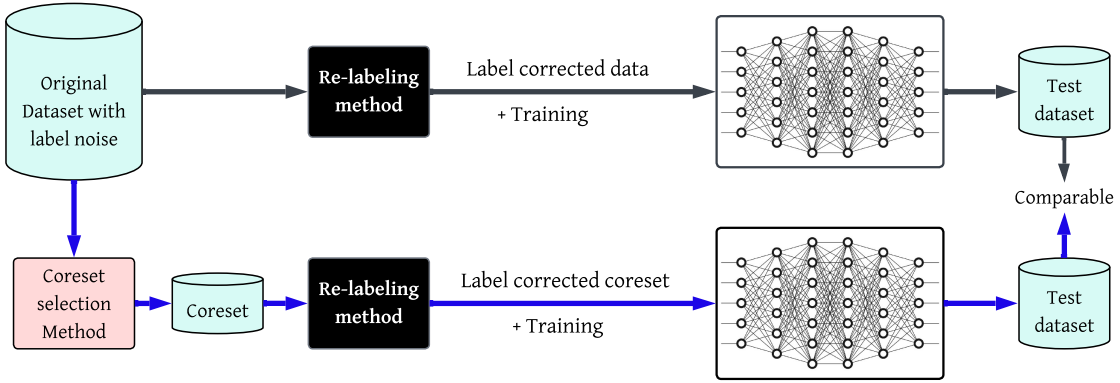 Original
Dataset with
label noise
Re-labeling
method
Label corrected data
+ Training
Test
dataset
Comparable
Coreset
selection
Method
Coreset
Re-labeling
method
Label corrected coreset
+ Training
Test
dataset